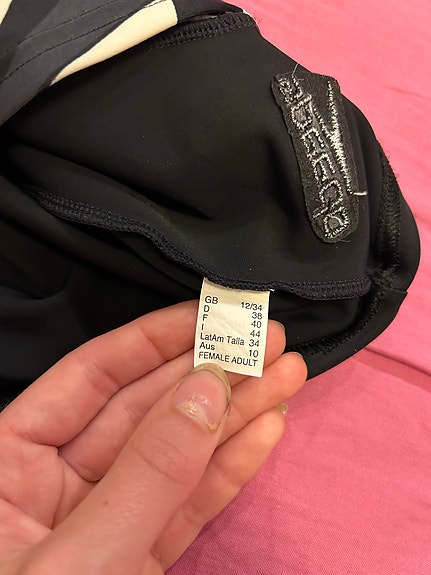 GB 12/34
D 38
F 40
I 44
LatAm Talla 34
Aus 10
FEMALE ADULT